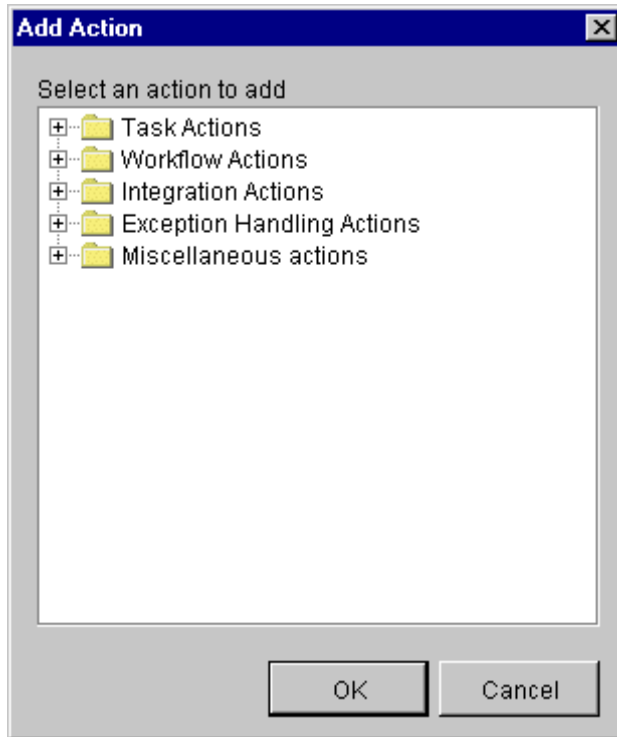 Add Action
Select an action to add
Task Actions
Workflow Actions
Integration Actions
Exception Handling Actions
Miscellaneous actions
OK
Cancel